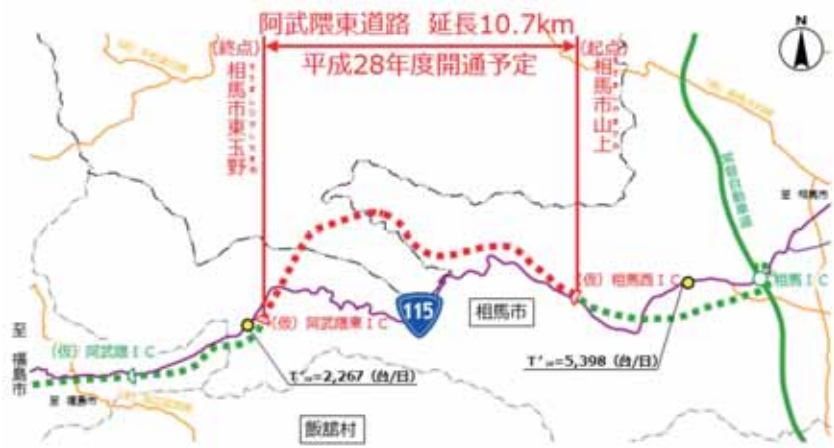 阿武隈東道路 延長10.7km
平成28年度開通予定
(終点)
相馬市東玉野
(起点)
相馬市山上
N
常磐自動車道
至 相馬市
(仮)相馬西IC
相馬IC
115
相馬市
(仮)阿武隈東IC
(仮)阿武隈IC
至 福島市
至 福島市
=2,267 (台/日)
=5,398 (台/日)
飯舘村